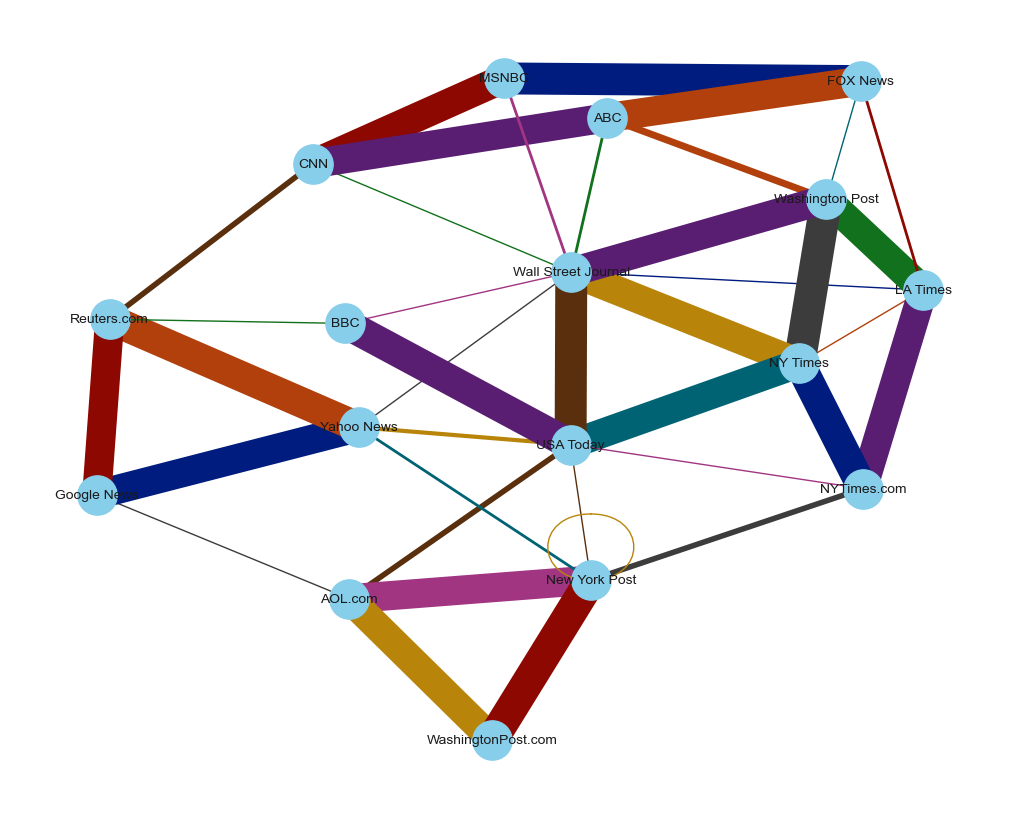 MSNBC
FOX News
ABC
CNN
Washington Post
Wall Street Journal
LA Times
Reuters.com
BBC
NY Times
Yahoo News
USA Today
NYTimes.com
Google News
New York Post
AOL.com
WashingtonPost.com